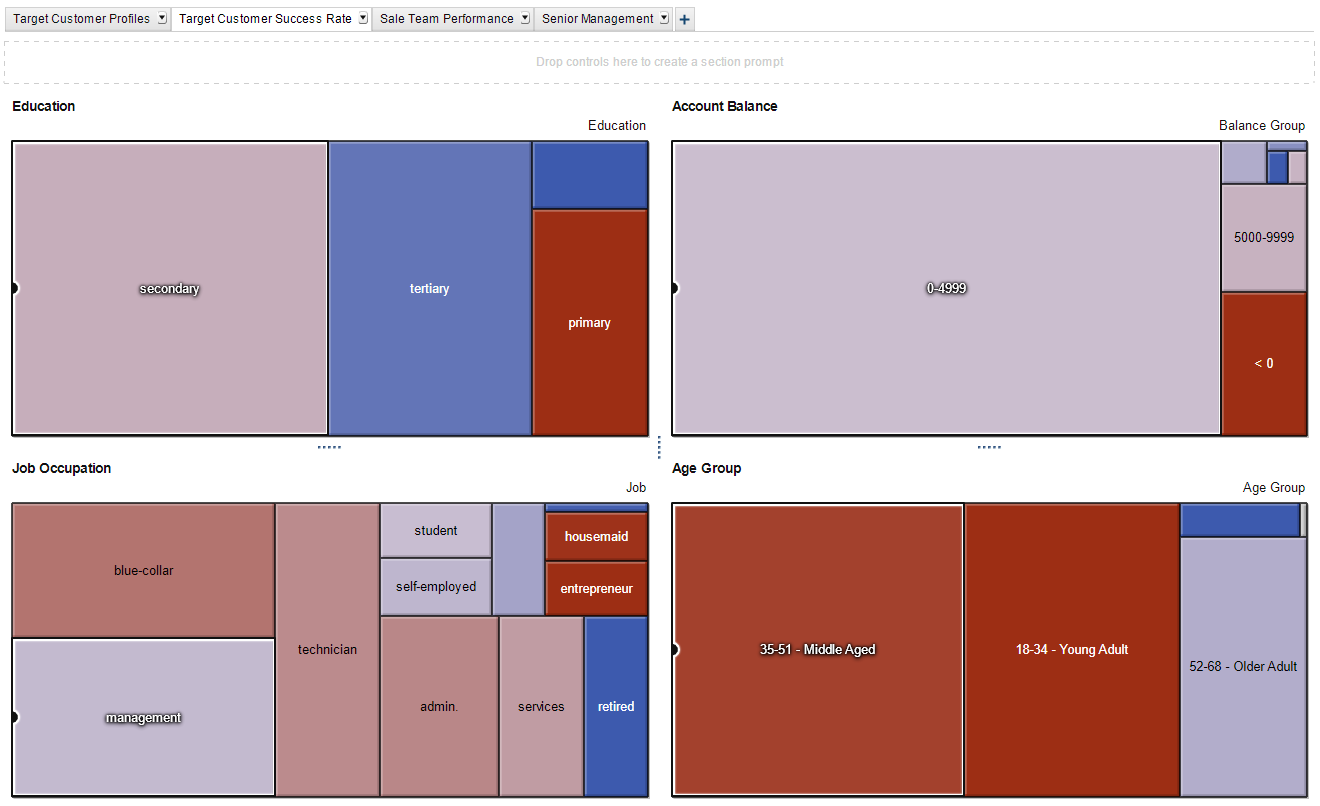 Target Customer Profiles
Target Customer Success Rate
Sale Team Performance
Senior Management
+
Drop controls here to create a section prompt
Education
Education
secondary
tertiary
primary
Account Balance
Balance Group
0-4999
5000-9999
< 0
Job Occupation
Job
blue-collar
management
technician
student
self-employed
admin.
services
housemaid
entrepreneur
retired
Age Group
Age Group
35-51 - Middle Aged
18-34 - Young Adult
52-68 - Older Adult